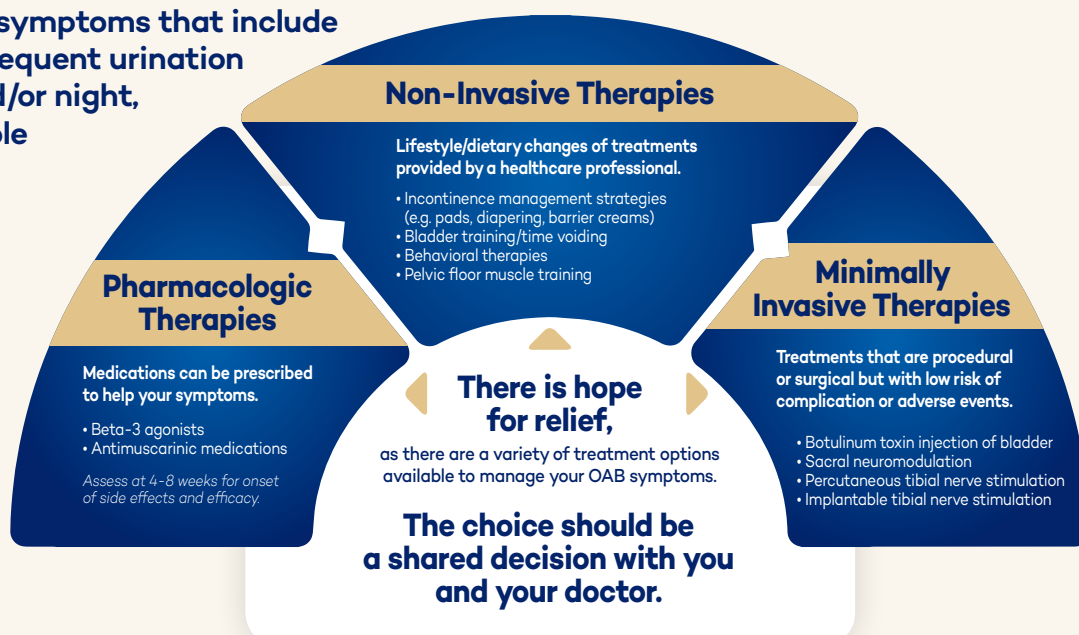 symptoms that include
equent urination
d/or night,
le
Non-Invasive Therapies
Lifestyle/dietary changes of treatments
provided by a healthcare professional.
• Incontinence management strategies
(e.g. pads, diapering, barrier creams)
• Bladder training/time voiding
• Behavioral therapies
• Pelvic floor muscle training
Pharmacologic
Therapies
Medications can be prescribed
to help your symptoms.
• Beta-3 agonists
• Antimuscarinic medications
Assess at 4-8 weeks for onset
of side effects and efficacy.
Minimally
Invasive Therapies
Treatments that are procedural
or surgical but with low risk of
complication or adverse events.
• Botulinum toxin injection of bladder
• Sacral neuromodulation
• Percutaneous tibial nerve stimulation
• Implantable tibial nerve stimulation
There is hope
for relief,
as there are a variety of treatment options
available to manage your OAB symptoms.
The choice should be
a shared decision with you
and your doctor.